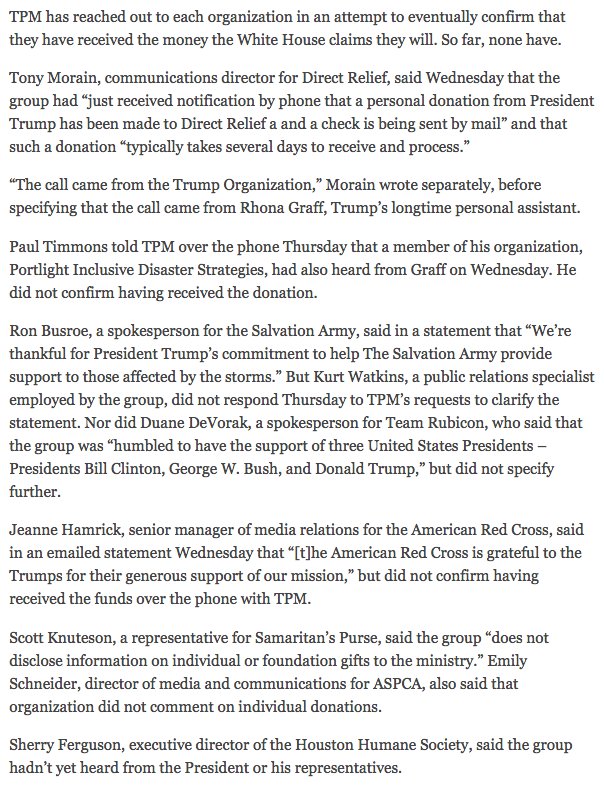 TPM has reached out to each organization in an attempt to eventually confirm that
they have received the money the White House claims they will. So far, none have.
Tony Morain, communications director for Direct Relief, said Wednesday that the
group had “just received notification by phone that a personal donation from President
Trump has been made to Direct Relief a and a check is being sent by mail” and that
such a donation “typically takes several days to receive and process.”
“The call came from the Trump Organization,” Morain wrote separately, before
specifying that the call came from Rhona Graff, Trump’s longtime personal assistant.
Paul Timmons told TPM over the phone Thursday that a member of his organization,
Portlight Inclusive Disaster Strategies, had also heard from Graff on Wednesday. He
did not confirm having received the donation.
Ron Busroe, a spokesperson for the Salvation Army, said in a statement that “We’re
thankful for President Trump’s commitment to help The Salvation Army provide
support to those affected by the storms.” But Kurt Watkins, a public relations specialist
employed by the group, did not respond Thursday to TPM’s requests to clarify the
statement. Nor did Duane DeVorak, a spokesperson for Team Rubicon, who said that
the group was “humbled to have the support of three United States Presidents –
Presidents Bill Clinton, George W. Bush, and Donald Trump,” but did not specify
further.
Jeanne Hamrick, senior manager of media relations for the American Red Cross, said
in an emailed statement Wednesday that “[t]he American Red Cross is grateful to the
Trumps for their generous support of our mission,” but did not confirm having
received the funds over the phone with TPM.
Scott Knuteson, a representative for Samaritan’s Purse, said the group “does not
disclose information on individual or foundation gifts to the ministry.” Emily
Schneider, director of media and communications for ASPCA, also said that
organization did not comment on individual donations.
Sherry Ferguson, executive director of the Houston Humane Society, said the group
hadn’t yet heard from the President or his representatives.